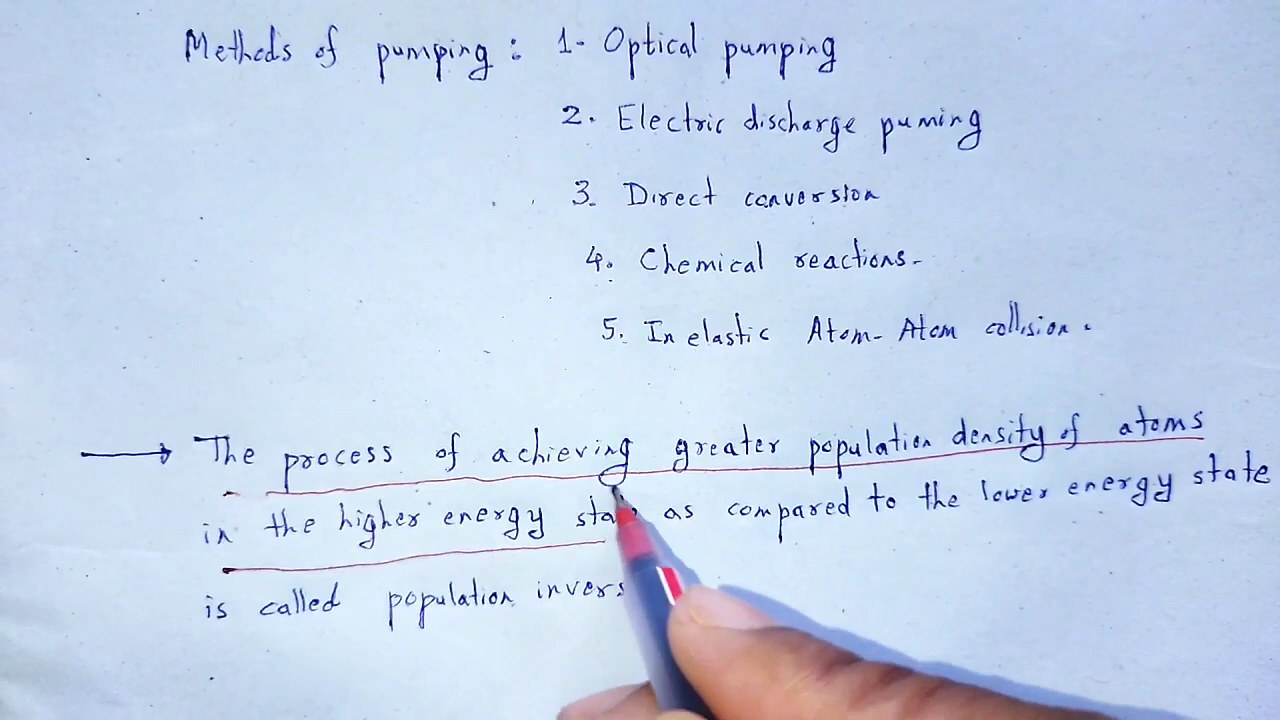 Methods of pumping : 1- Optical pumping
2. Electric discharge puming
3. Direct conversion
4. Chemical reactions-
5. In elastic Atom-Atom collision.
The process of achieving greater population density of atoms
in the higher energy as compared to the lower energy state
is called population